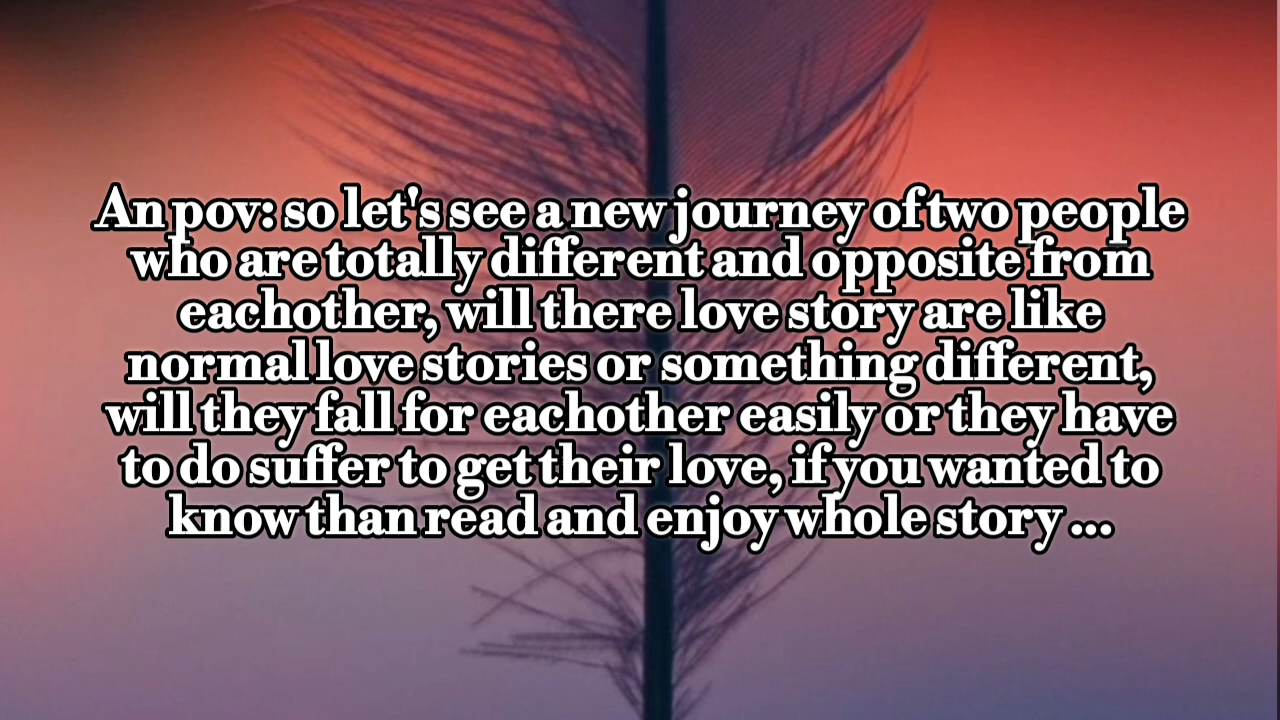 An pov: so let's see a new journey of two people
who are totally different and opposite from
eachother, will there love story are like
normal love stories or something different,
will they fall for eachother easily or they have
to do suffer to get their love, if you wanted to
know than read and enjoy whole story ...